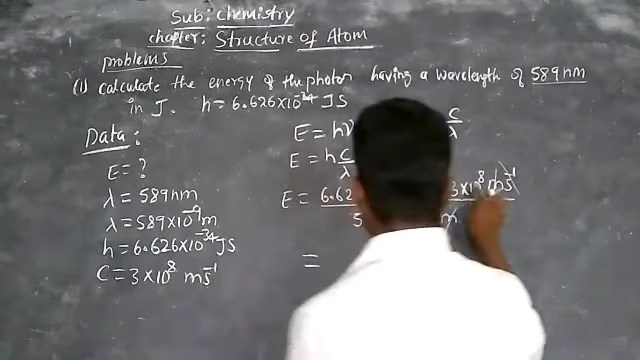 Sub: chemistry
chapter: Structure of Atom
problems
(1) calculate the energy of the photon having a wavelength of 589 nm
in J. h = 6.626×10⁻³⁴ JS
Data:
E = ?
λ = 589 nm
λ = 589×10⁻⁹ m
h = 6.626×10⁻³⁴ JS
C = 3×10⁸ ms⁻¹
E = hν
C/λ
E = h C/λ
E = 6.62 3×10⁸ ms⁻¹
5 m
=